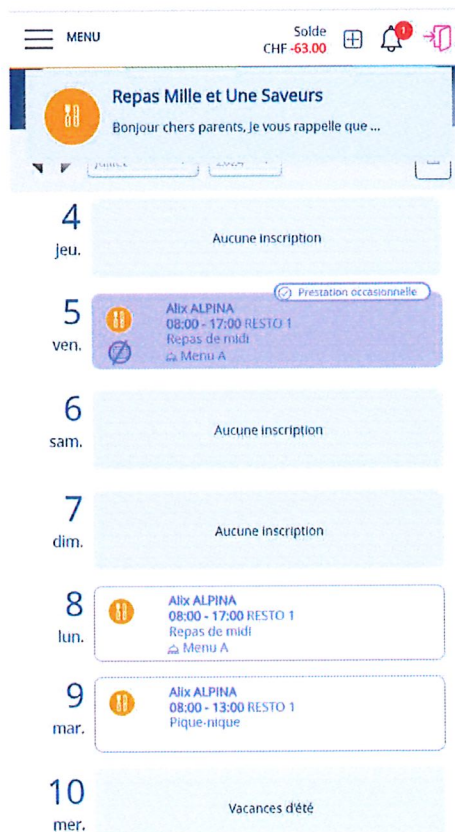 MENU
Solde
CHF -63.00
1
Repas Mille et Une Saveurs
Bonjour chers parents, Je vous rappelle que ...
Juillet 2024
4
jeu.
Aucune inscription
Prestation occasionnelle
5
ven.
Alix ALPINA
08:00 - 17:00 RESTO 1
Repas de midi
Menu A
6
sam.
Aucune inscription
7
dim.
Aucune inscription
8
lun.
Alix ALPINA
08:00 - 17:00 RESTO 1
Repas de midi
Menu A
9
mar.
Alix ALPINA
08:00 - 13:00 RESTO 1
Pique-nique
10
mer.
Vacances d'été